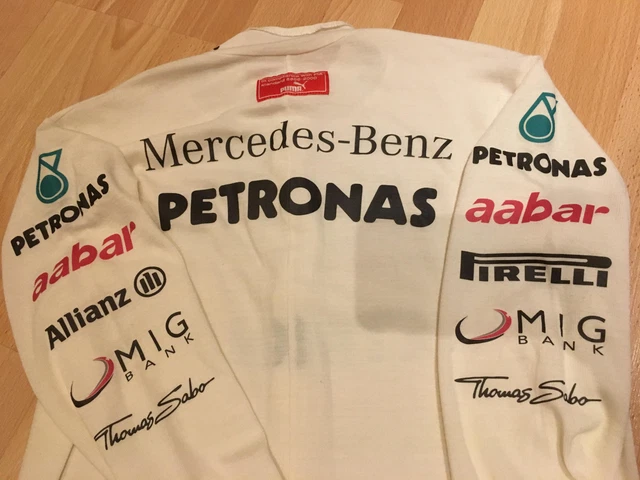 PUMA
Mercedes-Benz
PETRONAS
PETRONAS
aabar
Allianz
MIG
BANK
Thomas Sabo
PETRONAS
aabar
PIRELLI
MIG
BANK
Thomas Sabo